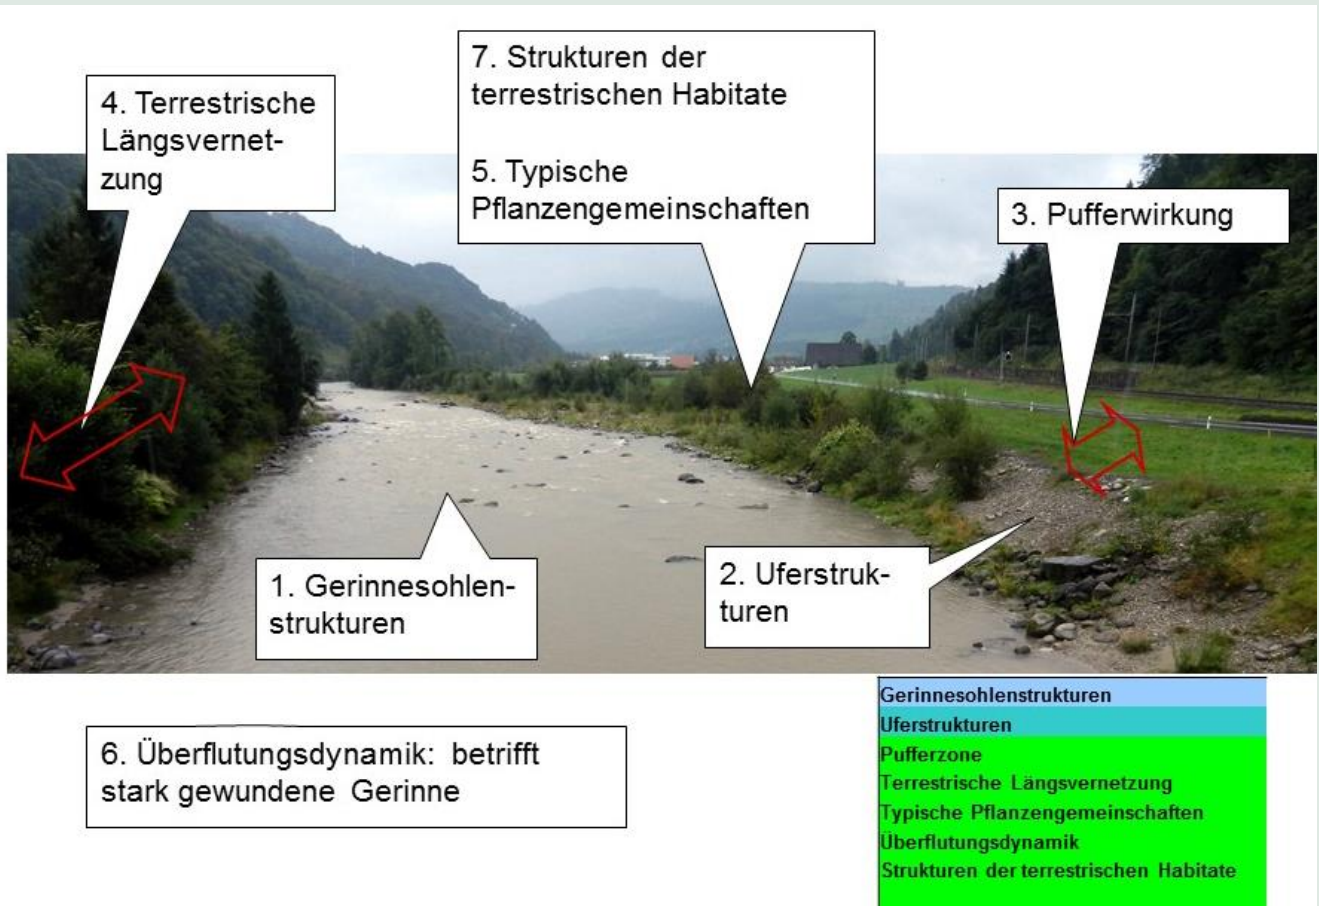 7. Strukturen der
terrestrischen Habitate
5. Typische
Pflanzengemeinschaften
4. Terrestrische
Längsvernet-
zung
3. Pufferwirkung
1. Gerinnesohlen-
strukturen
2. Uferstruk-
turen
6. Überflutungsdynamik: betrifft
stark gewundene Gerinne
Gerinnesohlenstrukturen
Uferstrukturen
Pufferzone
Terrestrische Längsvernetzung
Typische Pflanzengemeinschaften
Überflutungsdynamik
Strukturen der terrestrischen Habitate